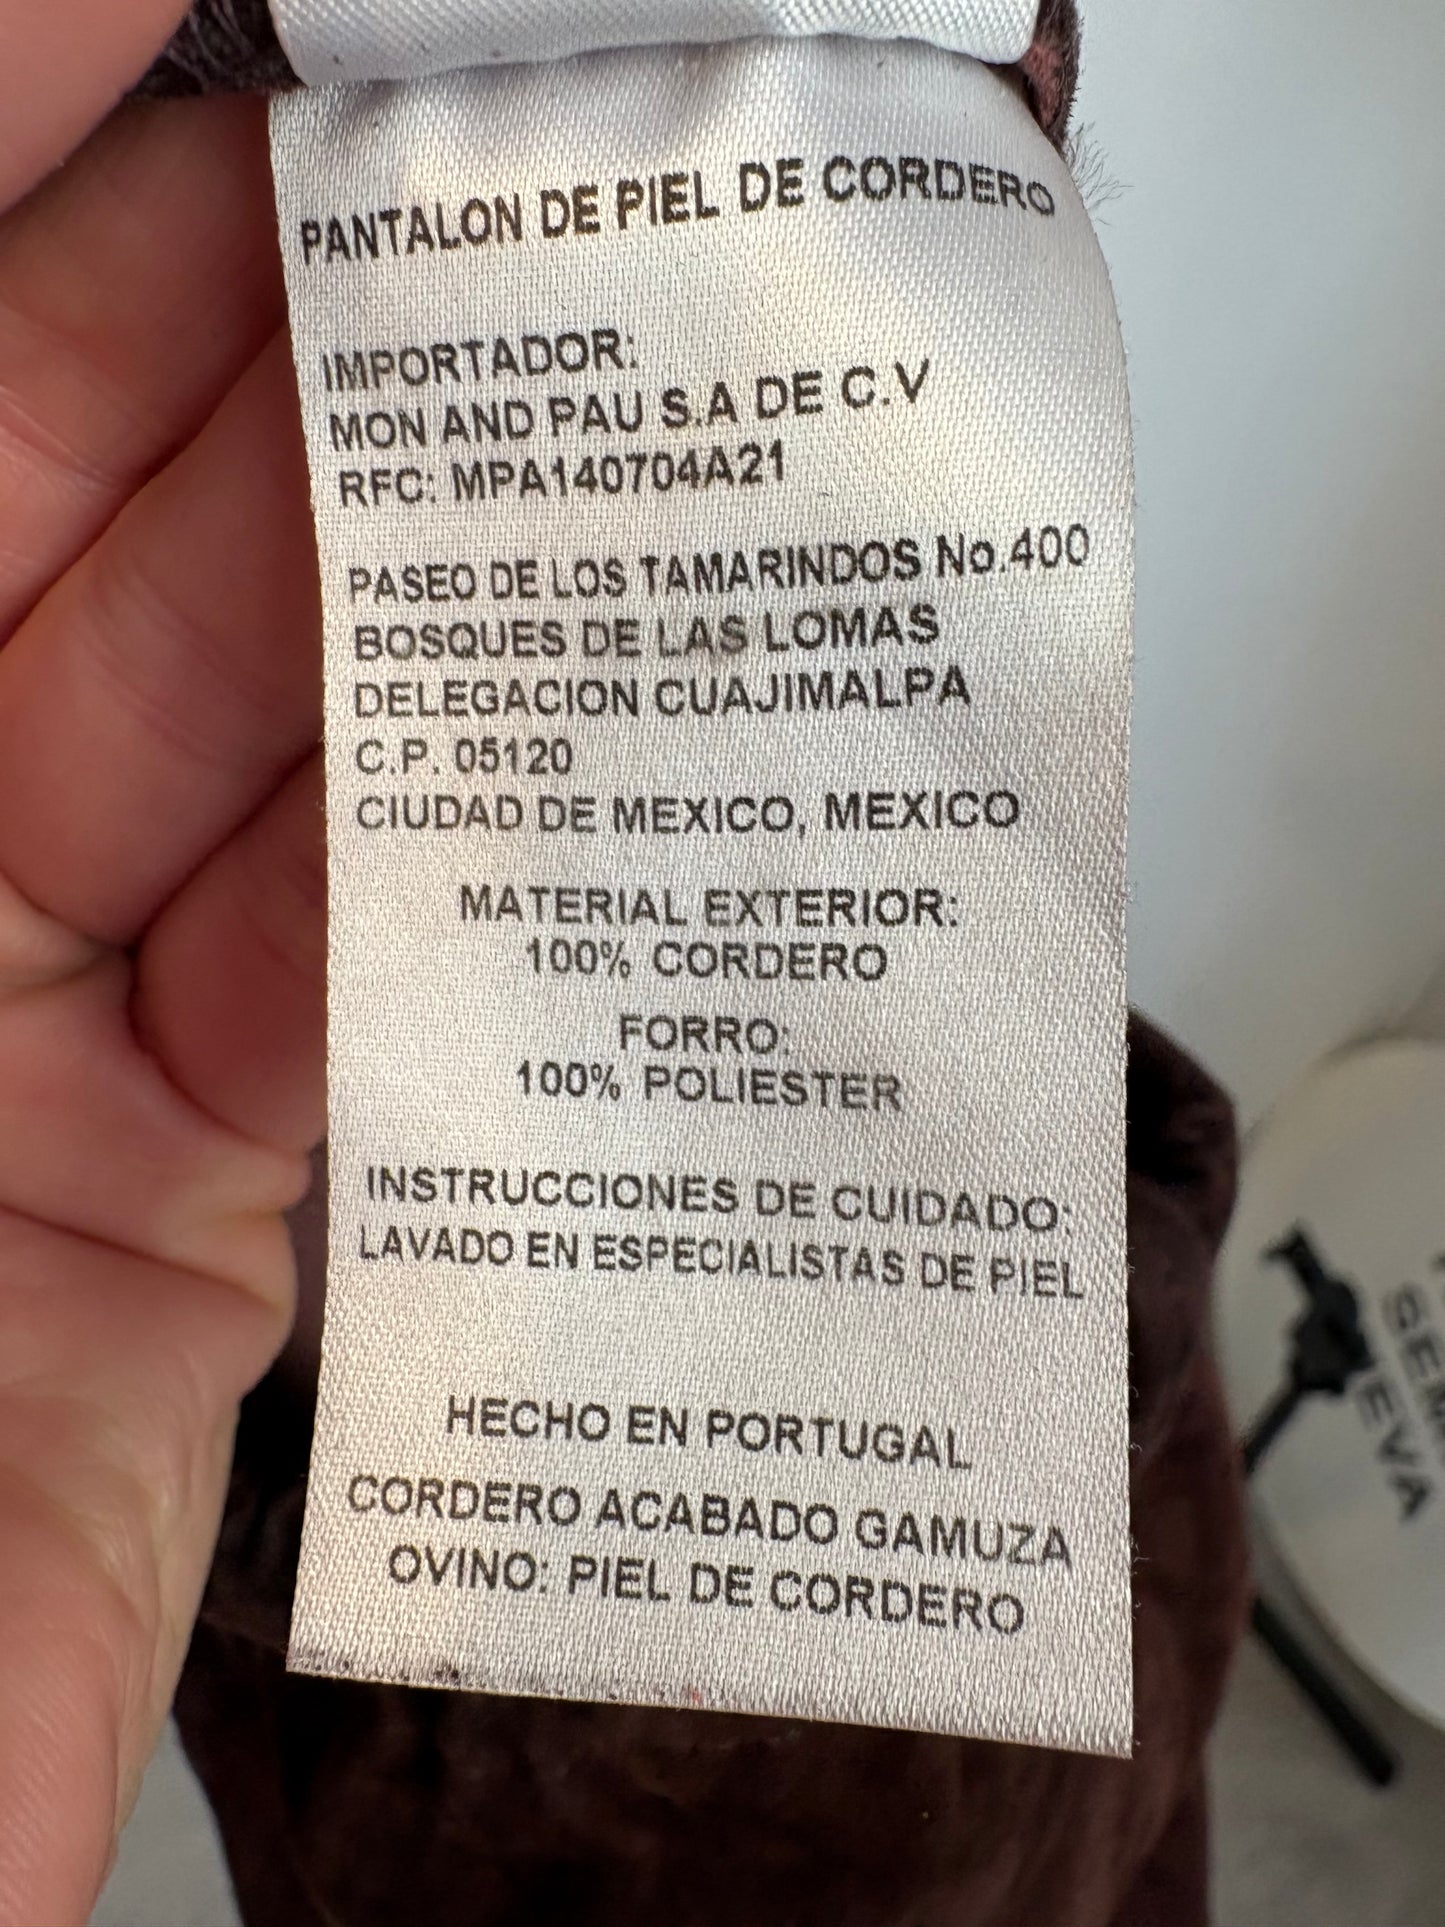 PANTALON DE PIEL DE CORDERO
IMPORTADOR:
MON AND PAU S.A DE C.V
RFC: MPA140704A21
PASEO DE LOS TAMARINDOS No.400
BOSQUES DE LAS LOMAS
DELEGACION CUAJIMALPA
C.P. 05120
CIUDAD DE MEXICO, MEXICO
MATERIAL EXTERIOR:
100% CORDERO
FORRO:
100% POLIESTER
INSTRUCCIONES DE CUIDADO:
LAVADO EN ESPECIALISTAS DE PIEL
HECHO EN PORTUGAL
CORDERO ACABADO GAMUZA
OVINO: PIEL DE CORDERO